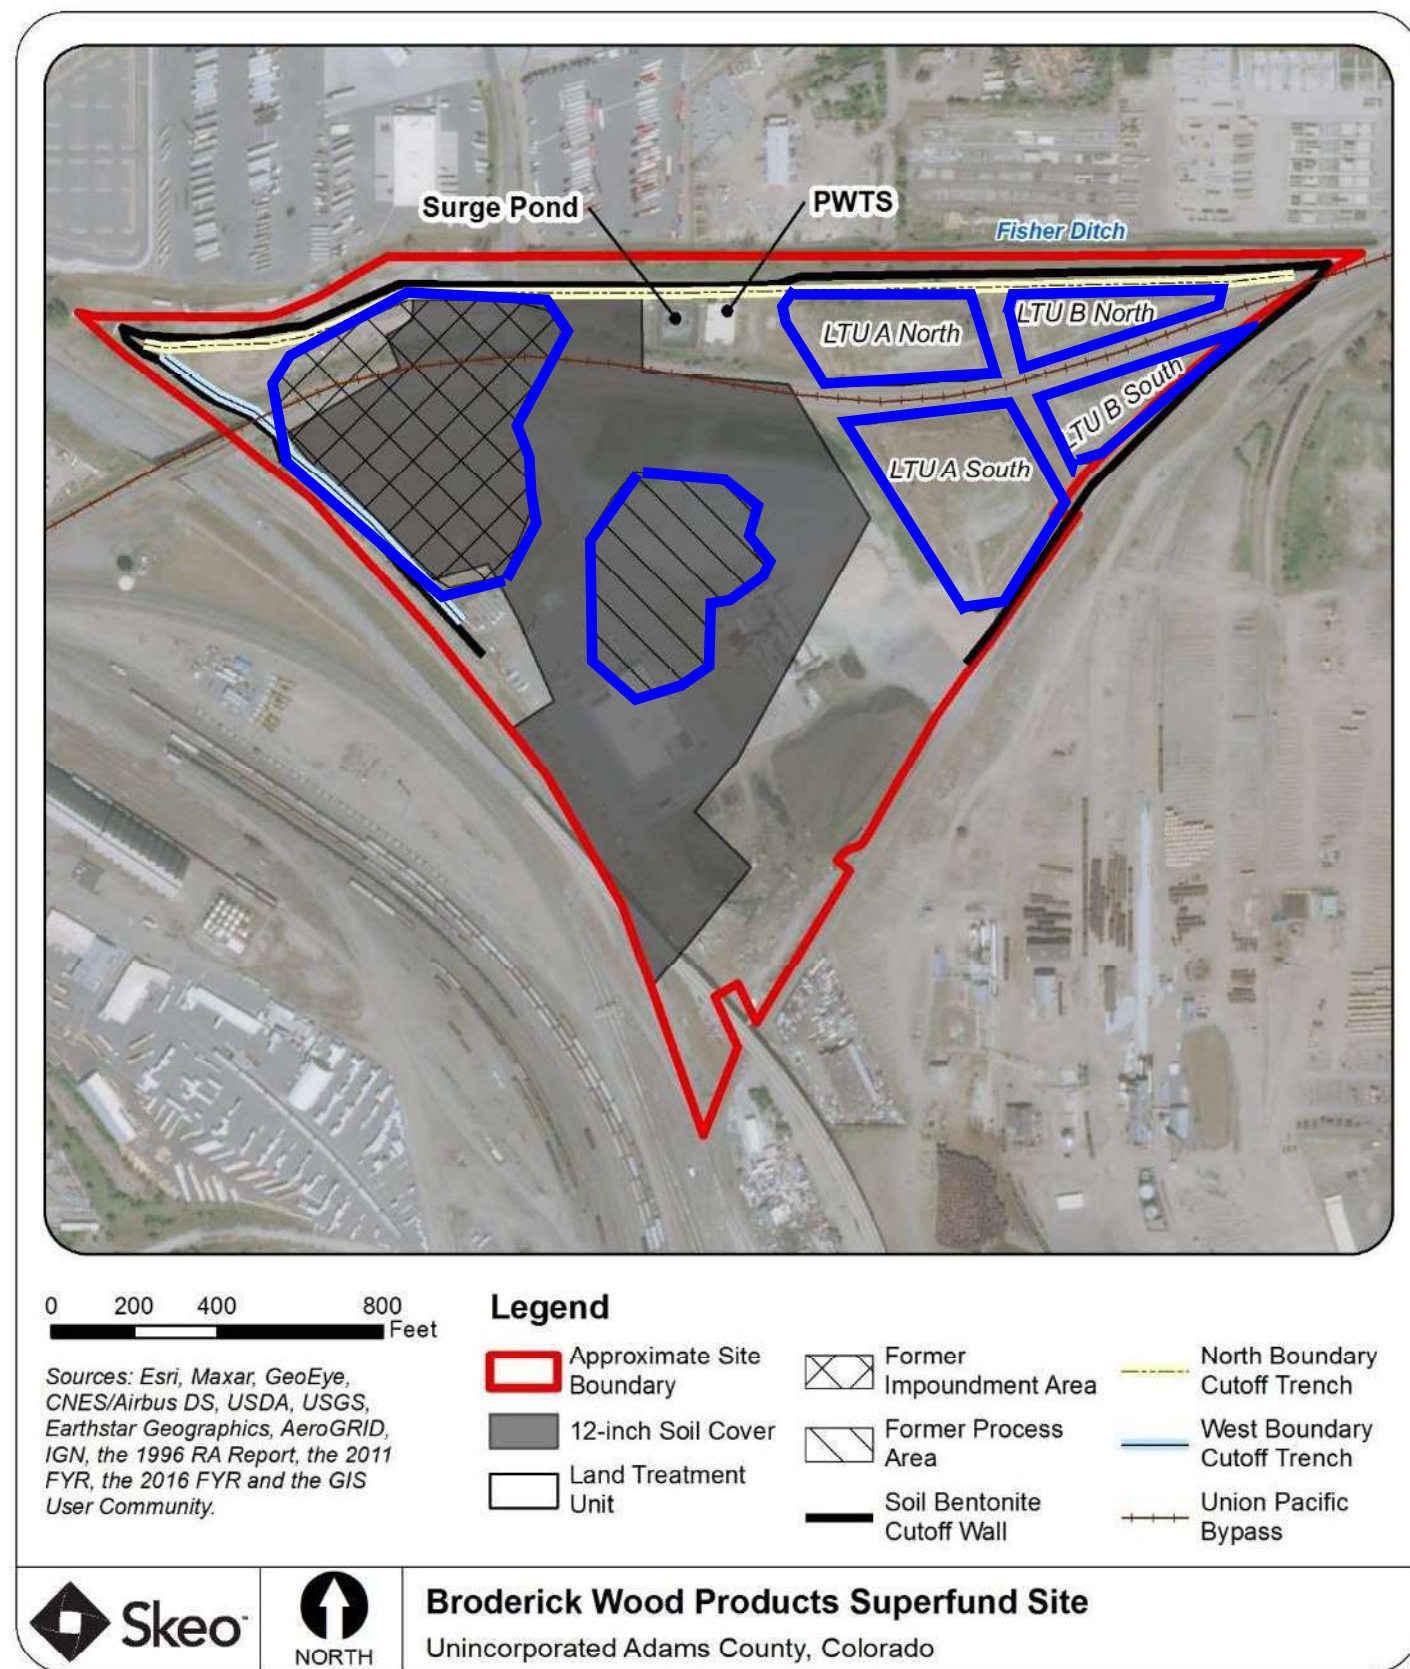 Surge Pond
PWTS
Fisher Ditch
LTU A North
LTU B North
LTU B South
LTU A South
0 200 400 800
Feet
Sources: Esri, Maxar, GeoEye,
CNES/Airbus DS, USDA, USGS,
Earthstar Geographics, AeroGRID,
IGN, the 1996 RA Report, the 2011
FYR, the 2016 FYR and the GIS
User Community.
Legend
Approximate Site
Boundary
12-inch Soil Cover
Land Treatment
Unit
Former
Impoundment Area
Former Process
Area
Soil Bentonite
Cutoff Wall
North Boundary
Cutoff Trench
West Boundary
Cutoff Trench
Union Pacific
Bypass
Skeo
NORTH
Broderick Wood Products Superfund Site
Unincorporated Adams County, Colorado